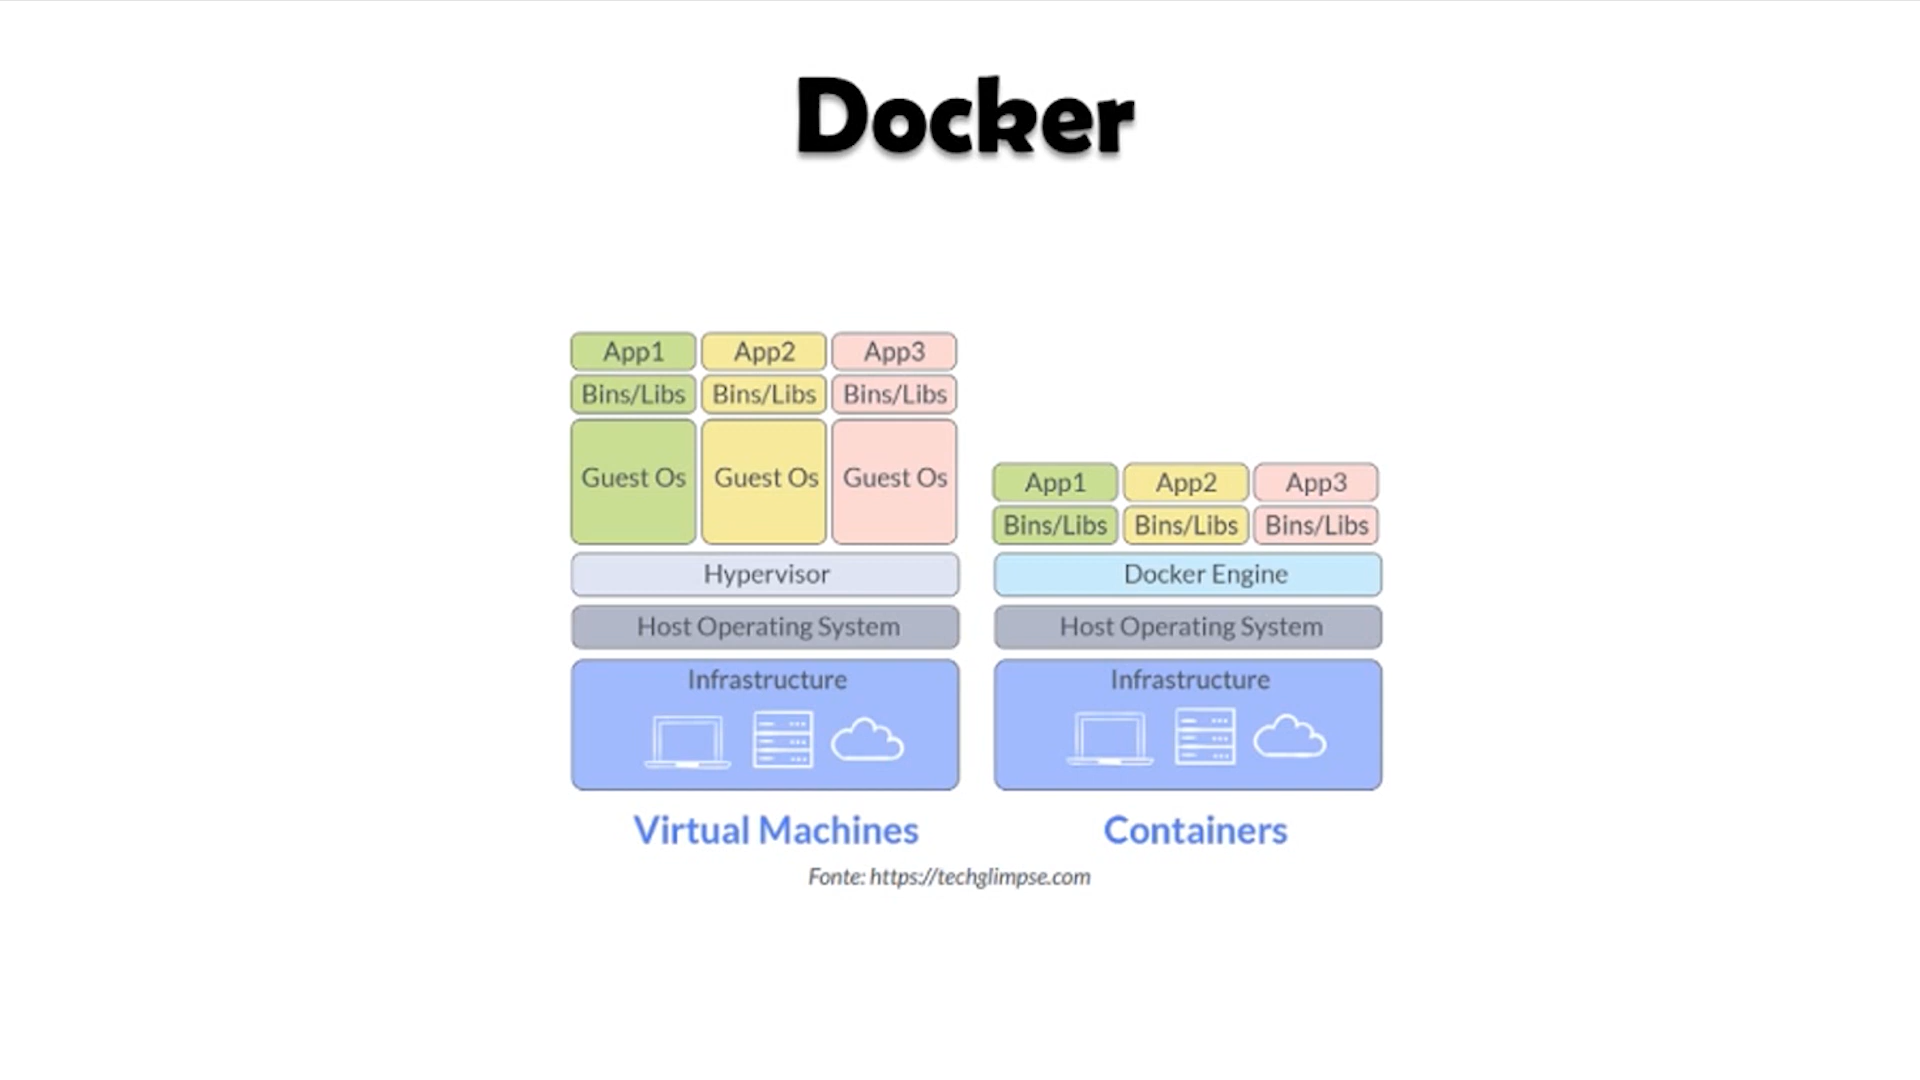 Docker
App1 App2 App3
Bins/Libs Bins/Libs Bins/Libs
Guest Os Guest Os Guest Os
Hypervisor
Host Operating System
Infrastructure
Virtual Machines
App1 App2 App3
Bins/Libs Bins/Libs Bins/Libs
Docker Engine
Host Operating System
Infrastructure
Containers
Fonte: https://techglimpse.com